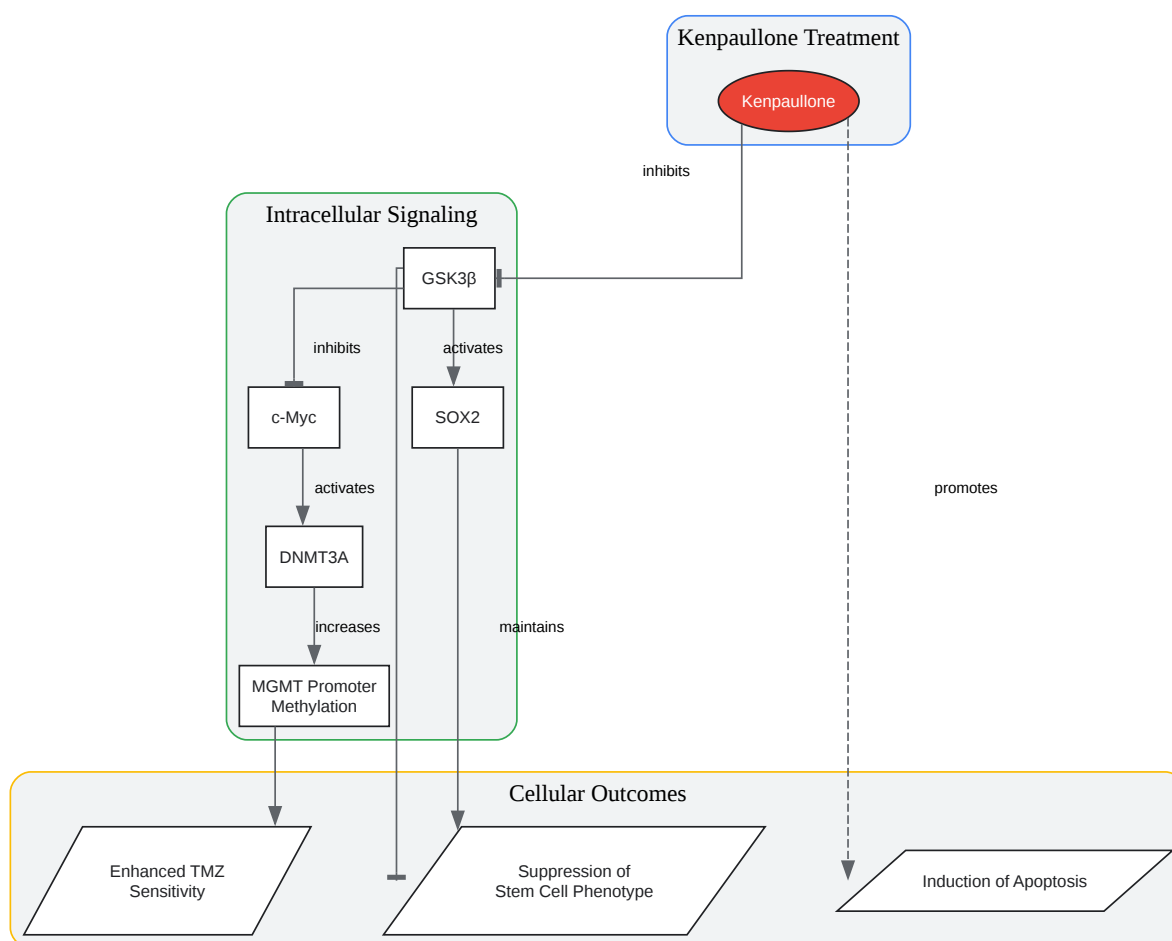 Kenpaullone Treatment
Kenpaullone
inhibits
Intracellular Signaling
GSK3β
inhibits
activates
c-Myc
SOX2
activates
promotes
DNMT3A
increases
maintains
MGMT Promoter
Methylation
Cellular Outcomes
Enhanced TMZ
Sensitivity
Suppression of
Stem Cell Phenotype
Induction of Apoptosis